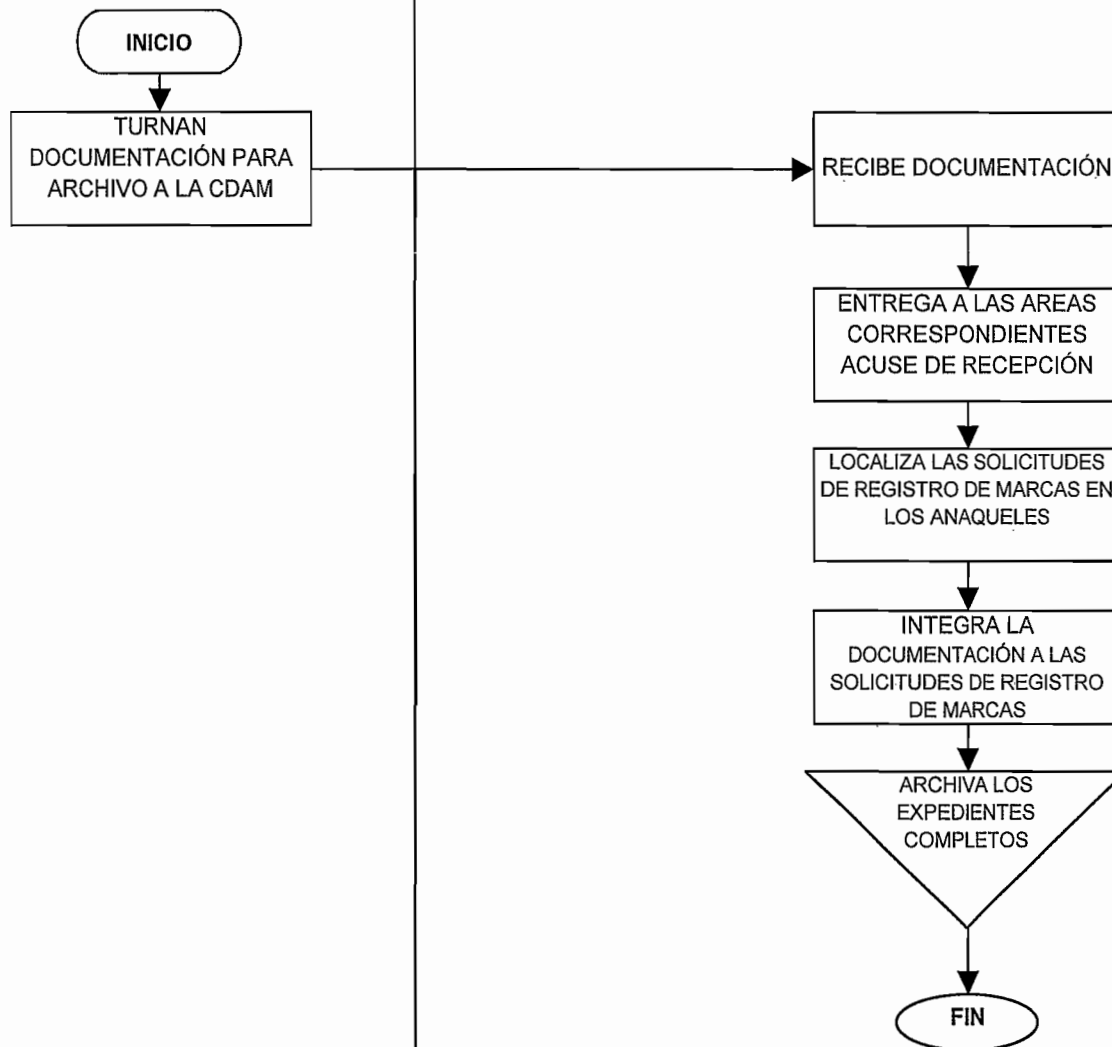 INICIO
TURNAN
DOCUMENTACIÓN PARA
ARCHIVO A LA CDAM
RECIBE DOCUMENTACIÓN
ENTREGA A LAS AREAS
CORRESPONDIENTES
ACUSE DE RECEPCIÓN
LOCALIZA LAS SOLICITUDES
DE REGISTRO DE MARCAS EN
LOS ANAQUELES
INTEGRA LA
DOCUMENTACIÓN A LAS
SOLICITUDES DE REGISTRO
DE MARCAS
ARCHIVA LOS
EXPEDIENTES
COMPLETOS
FIN